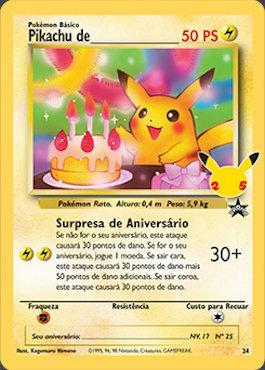 Pokémon Básico
Pikachu de 50 PS
25
Pokémon Rato. Altura: 0,4 m Peso: 5,9 kg
Surpresa de Aniversário
Se não for o seu aniversário, este ataque
causará 30 pontos de dano. Se for o seu
aniversário, jogue 1 moeda. Se sair cara,
este ataque causará 30 pontos de dano mais
50 pontos de dano adicionais. Se sair coroa,
este ataque causará 30 pontos de dano.
30+
Fraqueza Resistência Custo para Recuar
Seu aniversário: NV. 17 Nº 25
Ilust. Kagemaru Himeno ©1995, 96, 98 Nintendo, Creatures, GAMEFREAK. 24